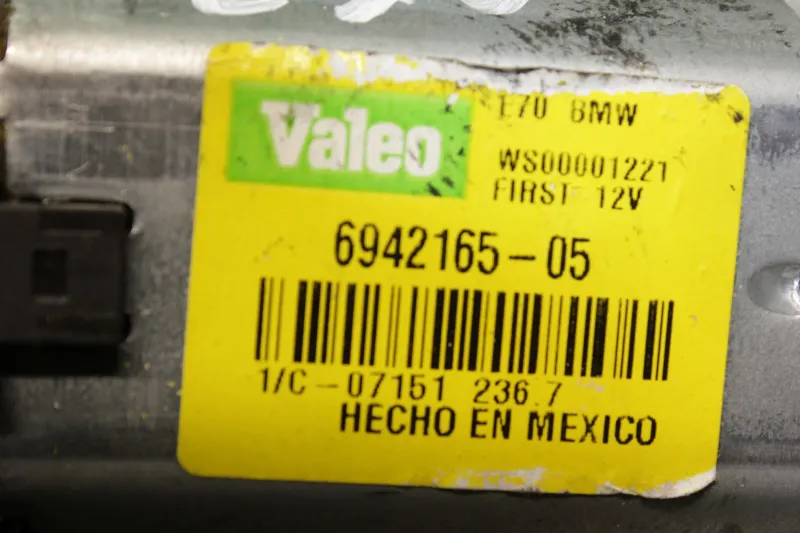 Valeo
E70 BMW
WS00001221
FIRST 12V
6942165-05
1/C-07151 236.7
HECHO EN MEXICO